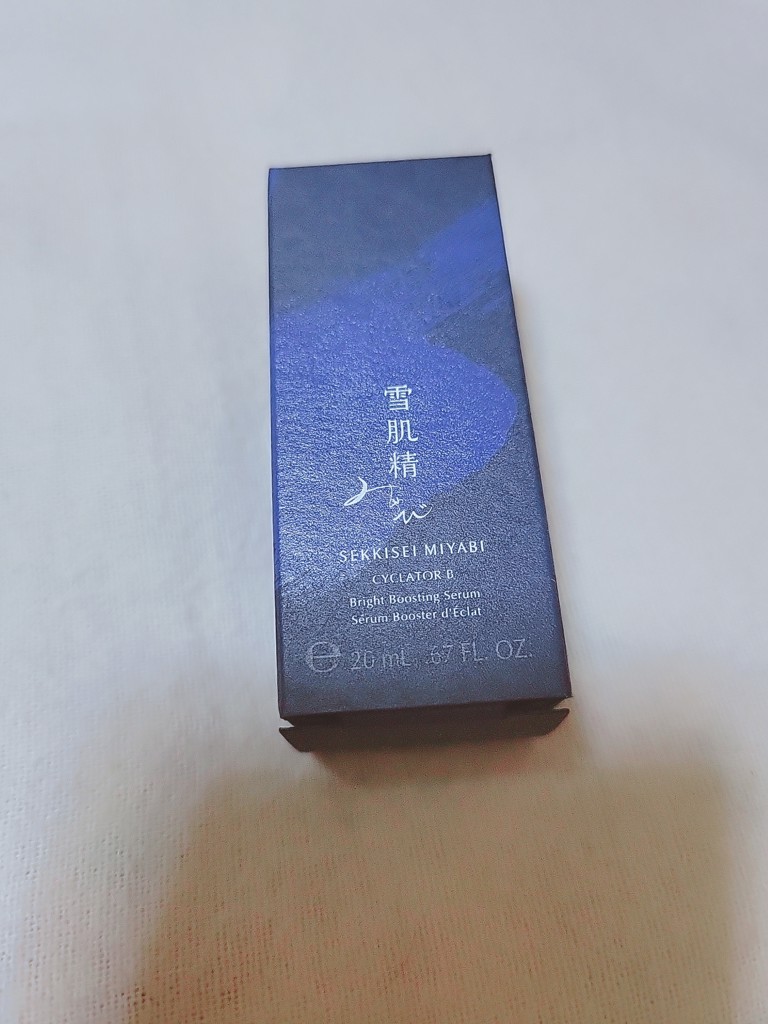 雪肌精
みやび
SEKKISEI MIYABI
CYCLATOR B
Bright Boosting Serum
Sérum Booster d'Éclat
℮ 20 mL .67 FL. OZ.